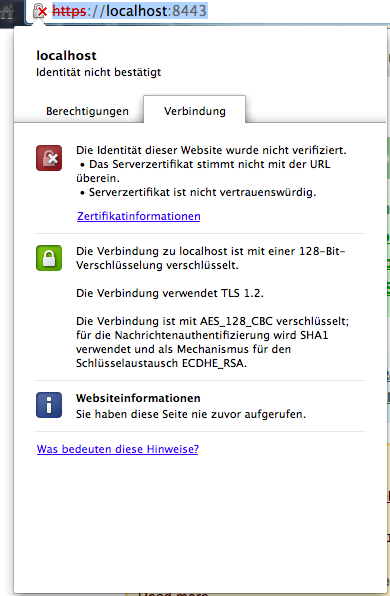 https://localhost:8443
localhost
Identität nicht bestätigt
Berechtigungen
Verbindung
Die Identität dieser Website wurde nicht verifiziert.
• Das Serverzertifikat stimmt nicht mit der URL
überein.
• Serverzertifikat ist nicht vertrauenswürdig.
Zertifikatinformationen
Die Verbindung zu localhost ist mit einer 128-Bit-
Verschlüsselung verschlüsselt.
Die Verbindung verwendet TLS 1.2.
Die Verbindung ist mit AES_128_CBC verschlüsselt;
für die Nachrichtenauthentifizierung wird SHA1
verwendet und als Mechanismus für den
Schlüsselaustausch ECDHE_RSA.
Websiteinformationen
Sie haben diese Seite nie zuvor aufgerufen.
Was bedeuten diese Hinweise?
Read more